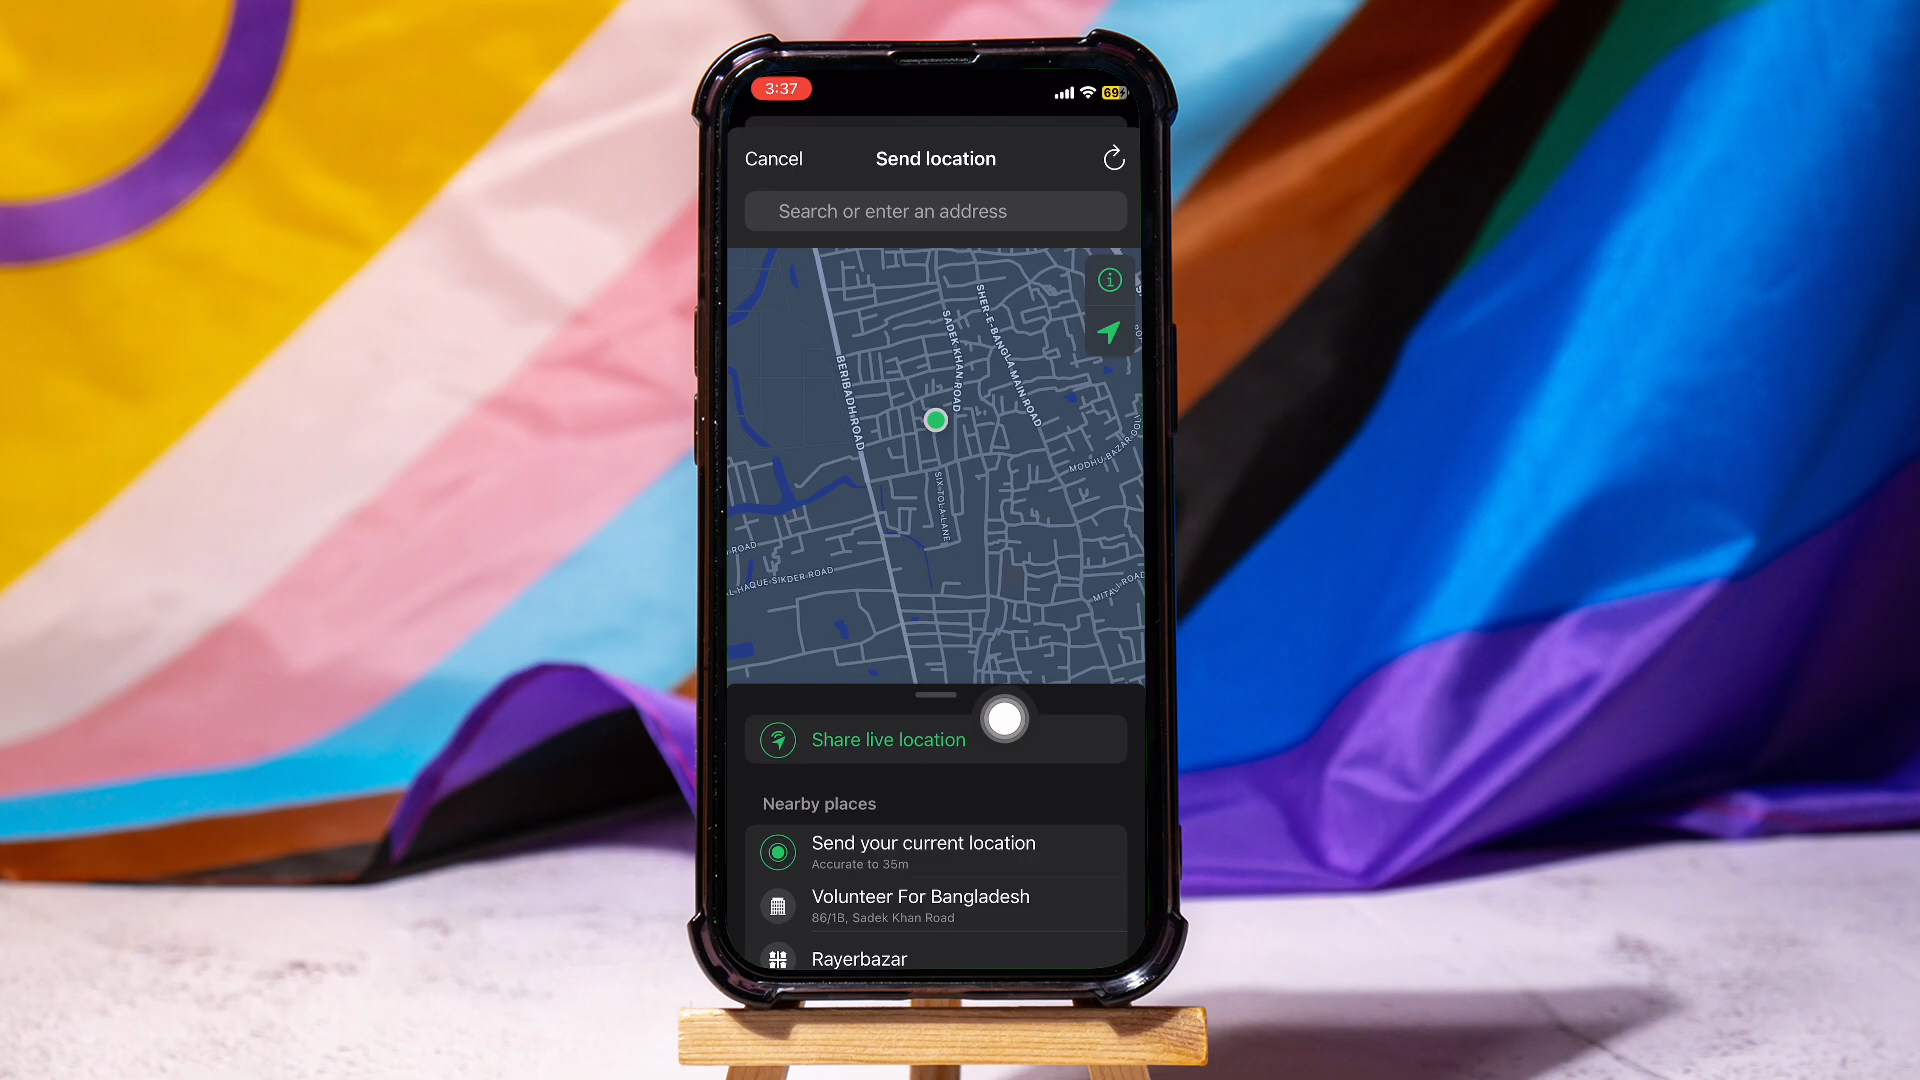 3:37
69
Cancel
Send location
Search or enter an address
SHER-E-BANGLA MAIN ROAD
SADEK KHAN ROAD
BERIBADH ROAD
MODHU BAZAR
SIX TOLA LANE
ROAD
HAQUE SIKDER ROAD
MITALI ROAD
Share live location
Nearby places
Send your current location
Accurate to 35m
Volunteer For Bangladesh
86/1B, Sadek Khan Road
Rayerbazar